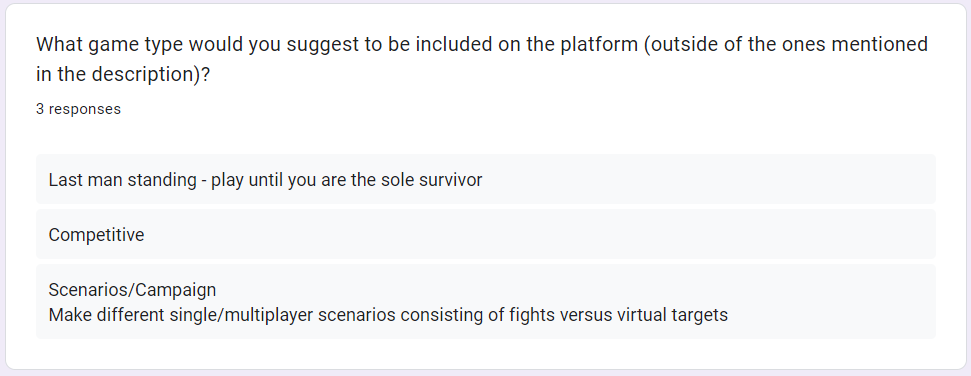 What game type would you suggest to be included on the platform (outside of the ones mentioned
in the description)?
3 responses
Last man standing - play until you are the sole survivor
Competitive
Scenarios/Campaign
Make different single/multiplayer scenarios consisting of fights versus virtual targets